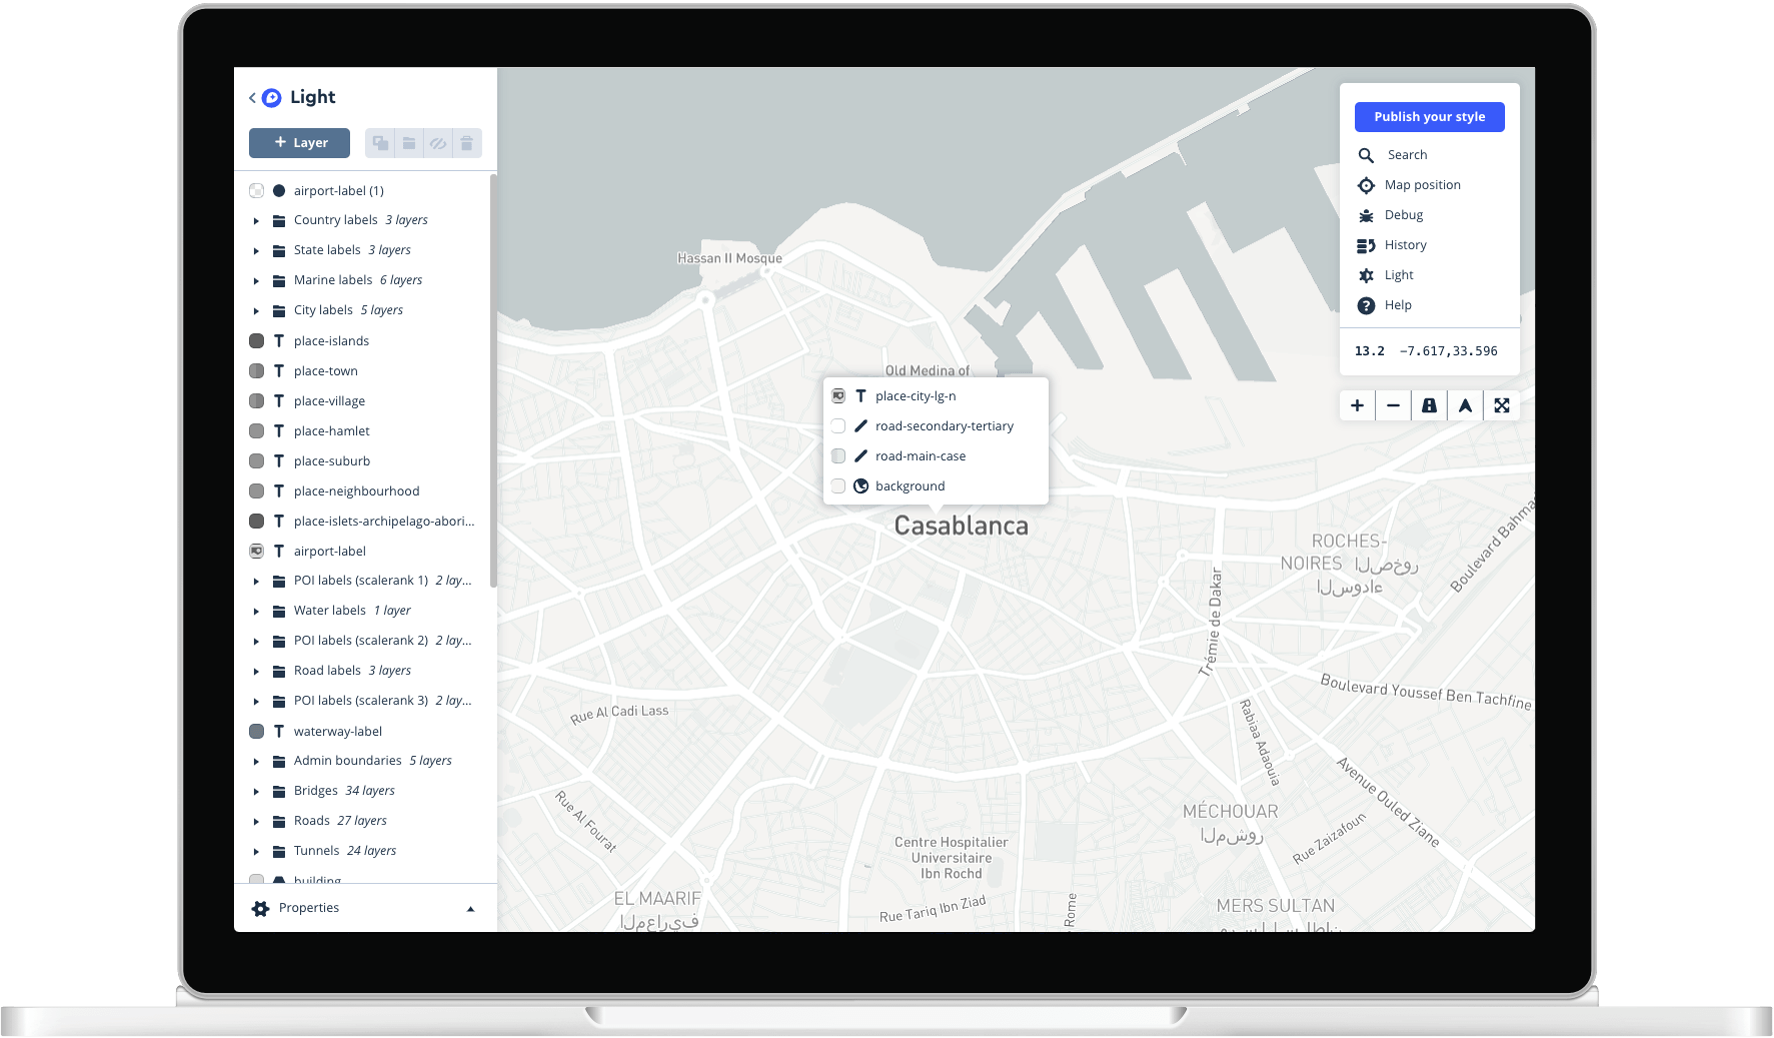 Light
+ Layer
airport-label (1)
Country labels 3 layers
State labels 3 layers
Marine labels 6 layers
City labels 5 layers
place-islands
place-town
place-village
place-hamlet
place-suburb
place-neighbourhood
place-islets-archipelago-abori...
airport-label
POI labels (scalerank 1) 2 lay...
Water labels 1 layer
POI labels (scalerank 2) 2 lay...
Road labels 3 layers
POI labels (scalerank 3) 2 lay...
waterway-label
Admin boundaries 5 layers
Bridges 34 layers
Roads 27 layers
Tunnels 24 layers
building
Properties
Hassan II Mosque
Old Medina of
place-city-lg-n
road-secondary-tertiary
road-main-case
background
Casablanca
ROCHES-
NOIRES
Boulevard Bahma
Trémie de Dakar
Boulevard Youssef Ben Tachfine
Rue Al Cadi Lass
Rabiaa Adaouia
Avenue Ouled Ziane
Rue Al Fourat
MÉCHOUAR
Rue Zaizafoun
Centre Hospitalier
Universitaire
Ibn Rochd
EL MAARIF
Rue Tariq Ibn Ziad
Rome
MERS SULTAN
Publish your style
Search
Map position
Debug
History
Light
Help
13.2 −7.617,33.596